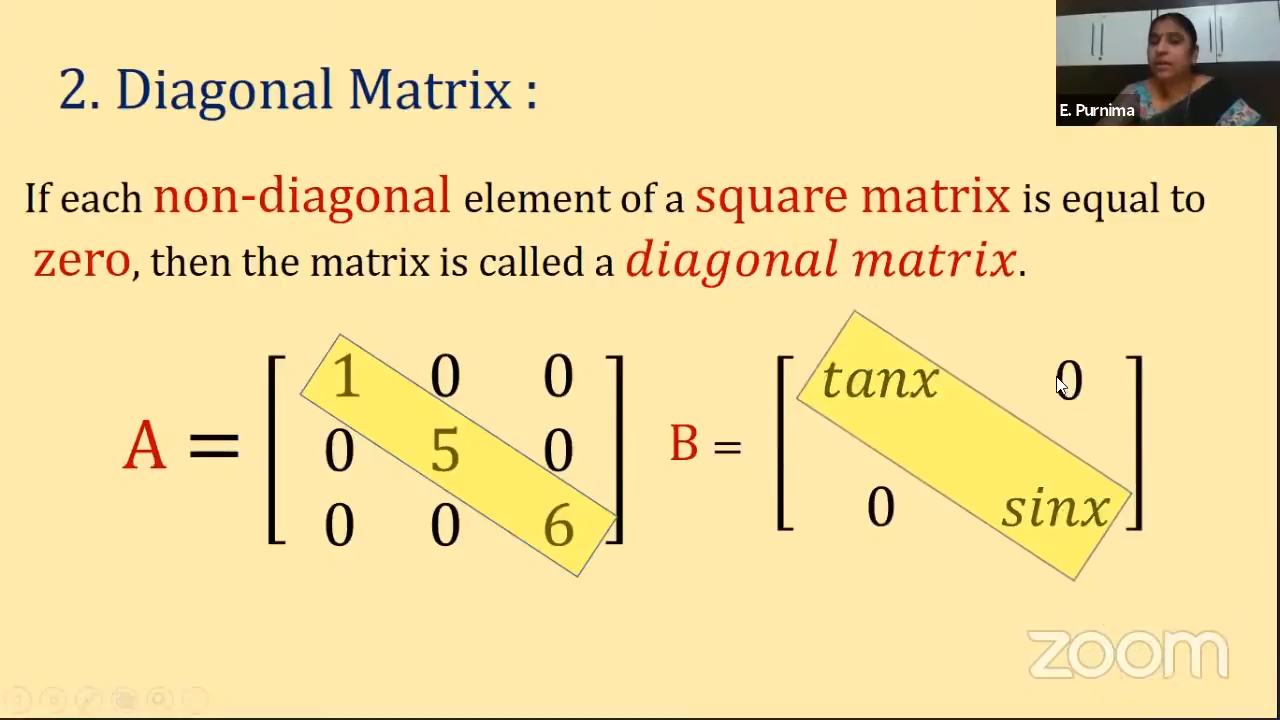 2. Diagonal Matrix :
E. Purnima
If each non-diagonal element of a square matrix is equal to
zero, then the matrix is called a diagonal matrix.
A = [ 1 0 0
0 5 0
0 0 6 ]
B = [ tanx 0
0 sinx ]
zoom